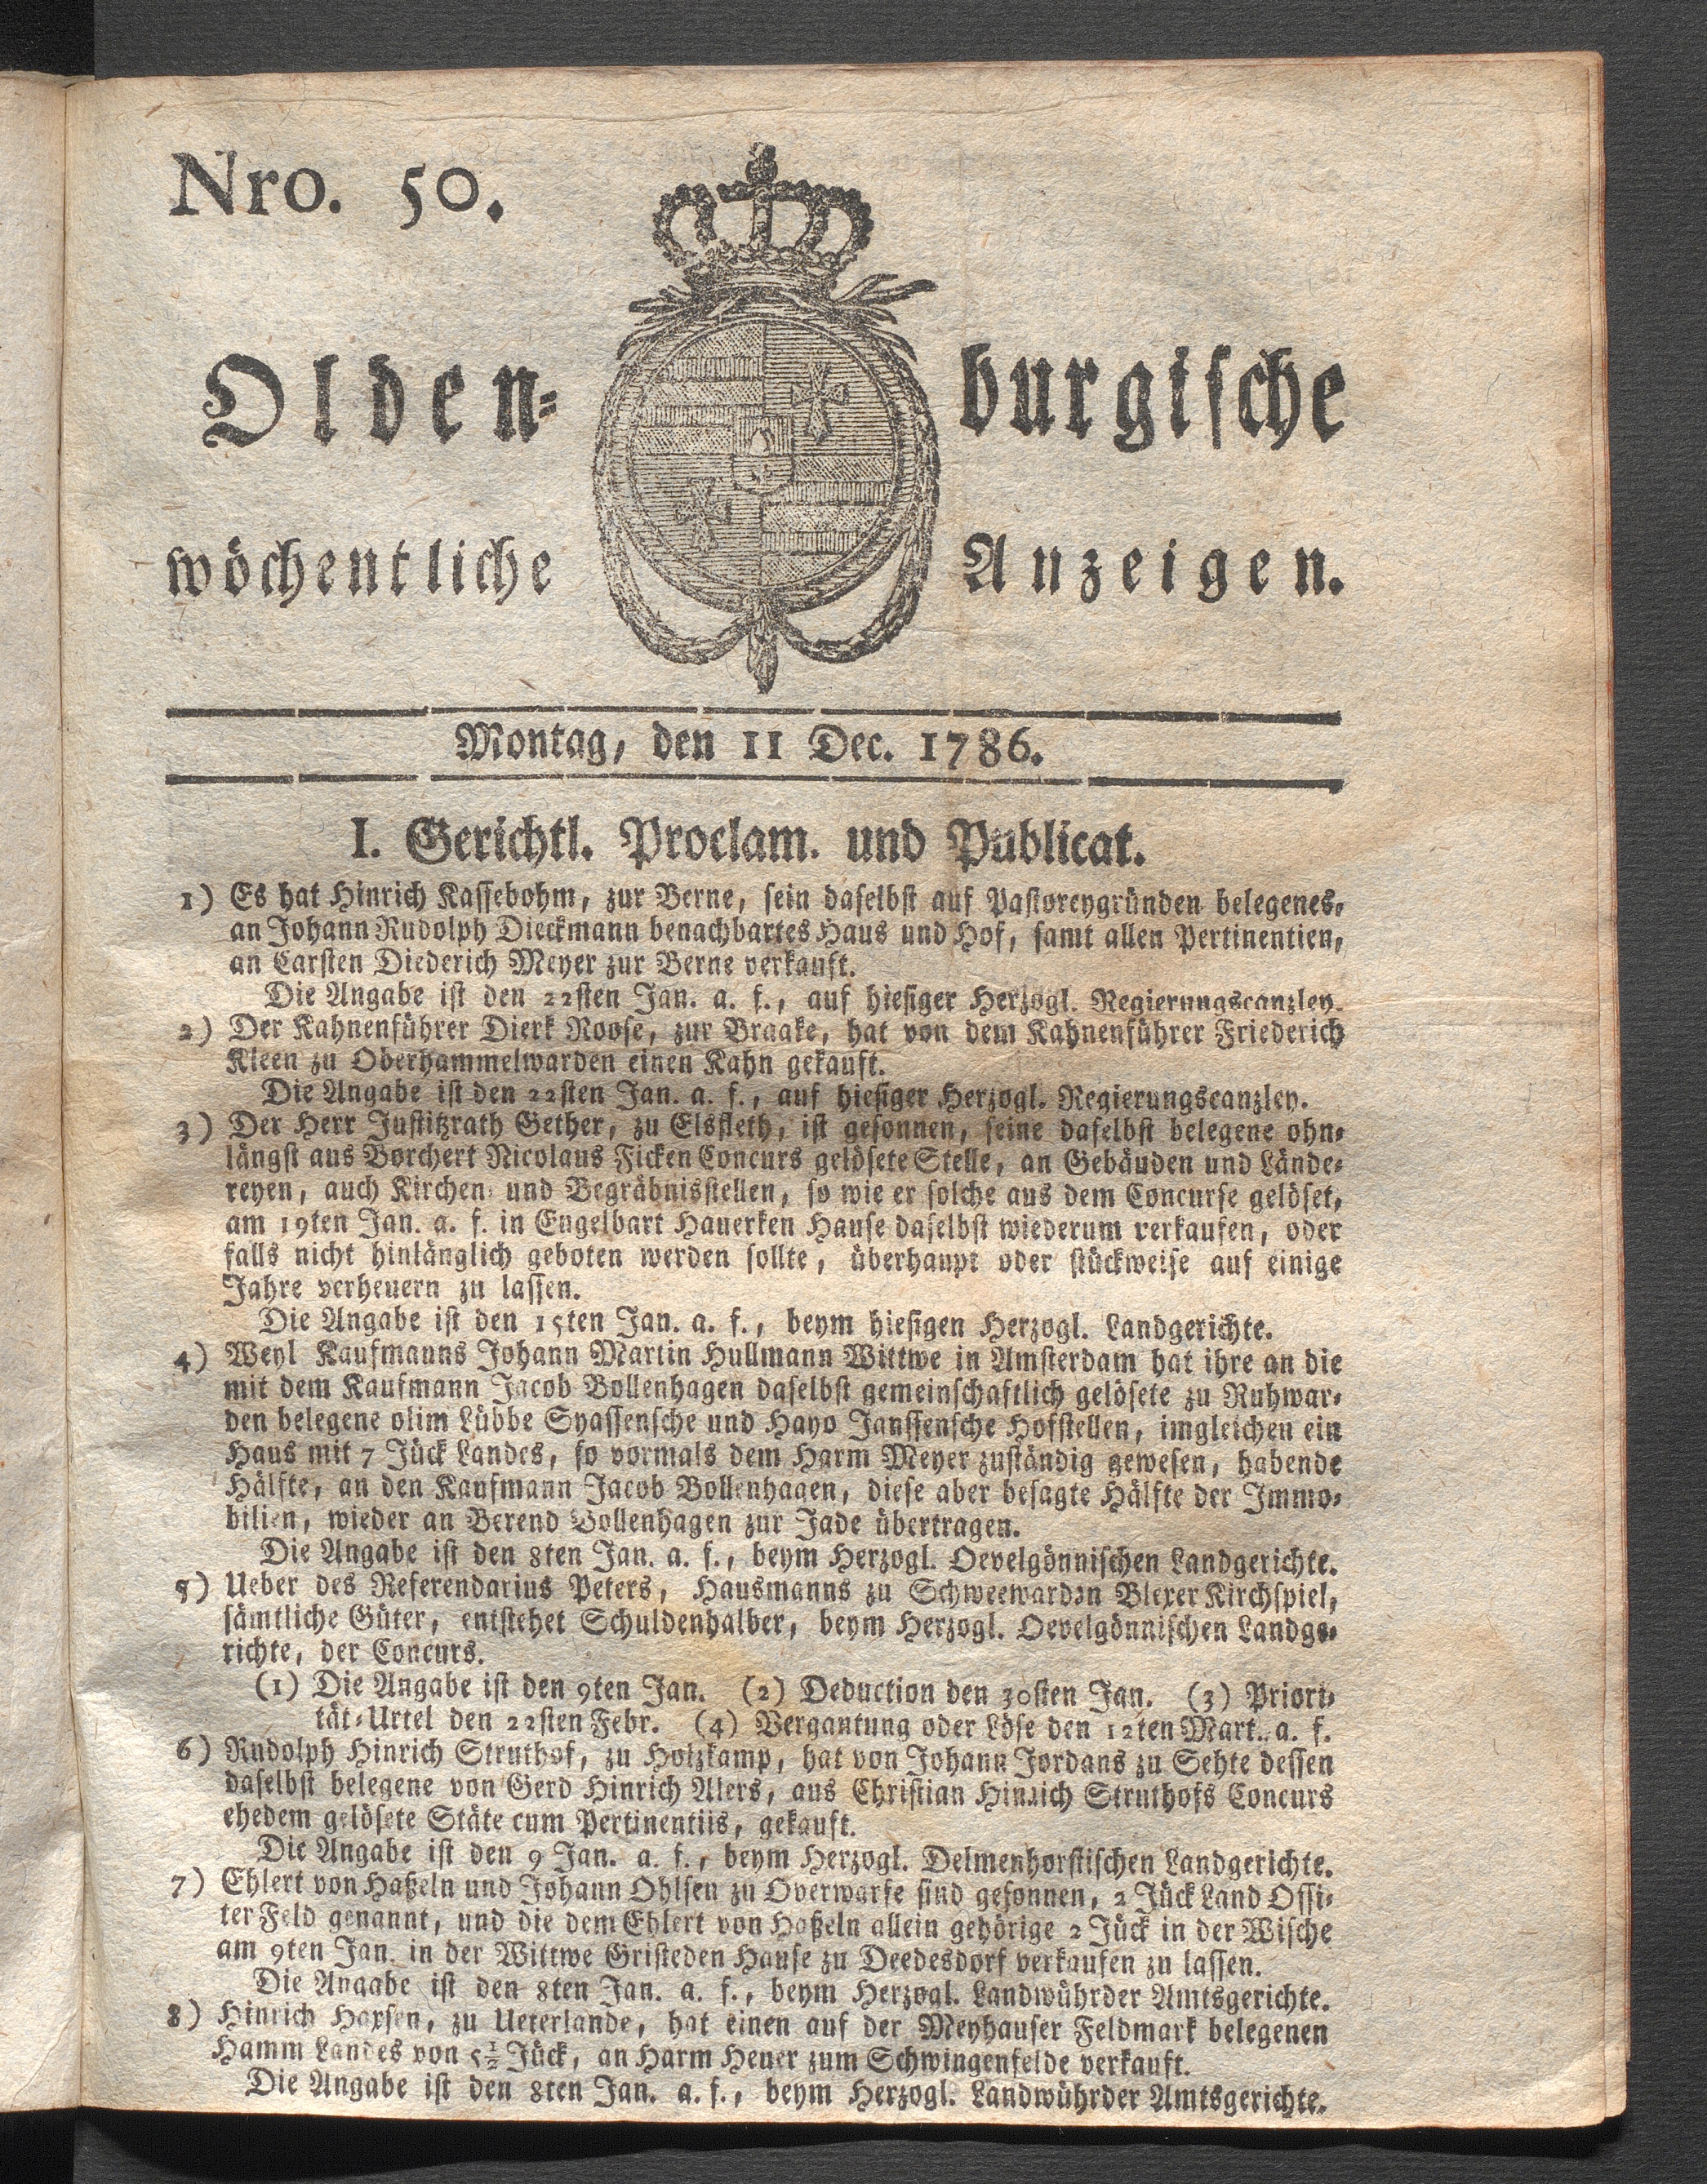 Nro. 50.
Olden⸗ burgische
wöchentliche Anzeigen.
Montag, den 11 Dec. 1786.
I. Gerichtl. Proclam. und Publicat.
1) Es hat Hinrich Kassebohm, zur Berne, sein daselbst auf Pastoreygründen belegenes,
an Johann Rudolph Dieckmann benachbartes Haus und Hof, samt allen Pertinentien,
an Carsten Diederich Meyer zur Berne verkauft.
Die Angabe ist den 22sten Jan. a. f., auf hiesiger Herzogl. Regierungscanzley.
2) Der Kahnenführer Dierk Roose, zur Braake, hat von dem Kahnenführer Friederich
Kleen zu Oberhammelwarden einen Kahn gekauft.
Die Angabe ist den 22sten Jan. a. f., auf hiesiger Herzogl. Regierungscanzley.
3) Der Herr Justitzrath Gether, zu Elsfleth, ist gesonnen, seine daselbst belegene ohn⸗
längst aus Borchert Nicolaus Ficken Concurs gelösete Stelle, an Gebäuden und Lände⸗
reyen, auch Kirchen⸗ und Begräbnisstellen, so wie er solche aus dem Concurse gelöset,
am 19ten Jan. a. f. in Engelbart Hauerken Hause daselbst wiederum verkaufen, oder
falls nicht hinlänglich geboten werden sollte, überhaupt oder stückweise auf einige
Jahre verheuern zu lassen.
Die Angabe ist den 15ten Jan. a. f., beym hiesigen Herzogl. Landgerichte.
4) Weyl Kaufmanns Johann Martin Hullmann Wittwe in Amsterdam hat ihre an die
mit dem Kaufmann Jacob Bollenhagen daselbst gemeinschaftlich gelösete zu Ruhwar⸗
den belegene olim Lübbe Syassensche und Hayo Janssensche Hofstellen, imgleichen ein
Haus mit 7 Jück Landes, so vormals dem Harm Meyer zuständig gewesen, habende
Hälfte, an den Kaufmann Jacob Bollenhagen, diese aber besagte Hälfte der Immo⸗
bilien, wieder an Berend Bollenhagen zur Jade übertragen.
Die Angabe ist den 8ten Jan. a. f., beym Herzogl. Oevelgönnischen Landgerichte.
5) Ueber des Referendarius Peters, Hausmanns zu Schweewarden Blexer Kirchspiel,
sämtliche Güter, entstehet Schuldenhalber, beym Herzogl. Oevelgönnischen Landge⸗
richte, der Concurs.
(1) Die Angabe ist den 9ten Jan. (2) Deduction den 30sten Jan. (3) Priori⸗
tät⸗Urtel den 22sten Febr. (4) Vergantung oder Löse den 12ten Mart. a. f.
6) Rudolph Hinrich Struthof, zu Holzkamp, hat von Johann Jordans zu Sehte dessen
daselbst belegene von Gerd Hinrich Alers, aus Christian Hinrich Struthofs Concurs
ehedem gelösete Stäte cum Pertinentiis, gekauft.
Die Angabe ist den 9 Jan. a. f., beym Herzogl. Delmenhorstischen Landgerichte.
7) Ehlert von Haßeln und Johann Ohlsen zu Overwarfe sind gesonnen, 2 Jück Land Ossi⸗
ter Feld genannt, und die dem Ehlert von Haßeln allein gehörige 2 Jück in der Wische
am 9ten Jan. in der Wittwe Gristeden Hause zu Deedesdorf verkaufen zu lassen.
Die Angabe ist den 8ten Jan. a. f., beym Herzogl. Landwührder Amtsgerichte.
8) Hinrich Harsen, zu Ueterlande, hat einen auf der Meyhauser Feldmark belegenen
Hamm Landes von 5½ Jück, an Harm Heuer zum Schwingenfelde verkauft.
Die Angabe ist den 8ten Jan. a. f., beym Herzogl. Landwührder Amtsgerichte.